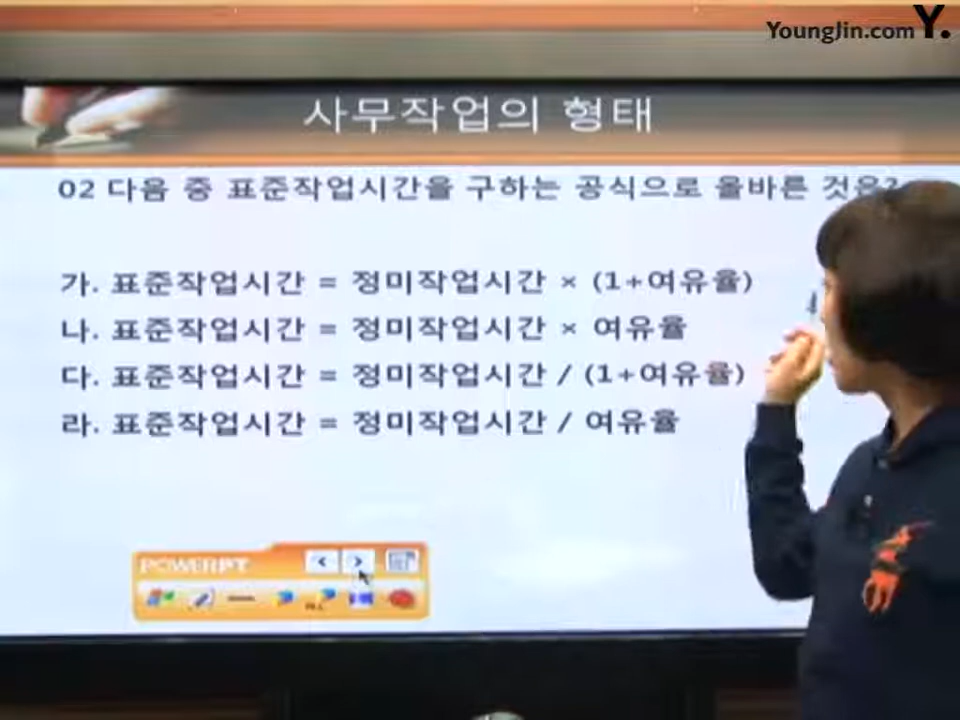 YoungJin.com Y.
사무작업의 형태
02 다음 중 표준작업시간을 구하는 공식으로 올바른 것은?
가. 표준작업시간 = 정미작업시간 × (1+여유율)
나. 표준작업시간 = 정미작업시간 × 여유율
다. 표준작업시간 = 정미작업시간 / (1+여유율)
라. 표준작업시간 = 정미작업시간 / 여유율
POWERPT